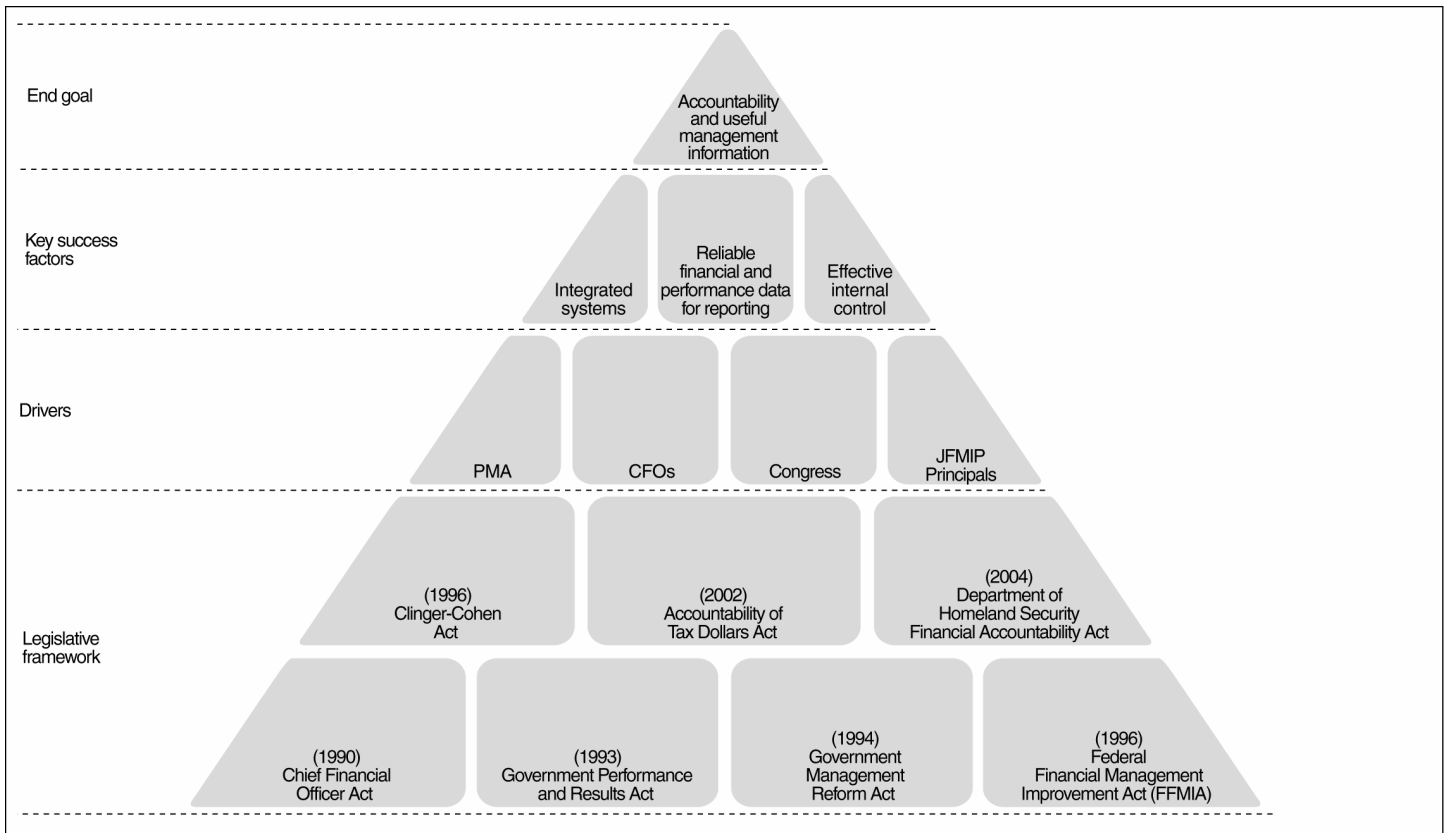 End goal
Accountability
and useful
management
information
Key success
factors
Integrated
systems
Reliable
financial and
performance data
for reporting
Effective
internal
control
Drivers
PMA
CFOs
Congress
JFMIP
Principals
Legislative
framework
(1996)
Clinger-Cohen
Act
(2002)
Accountability of
Tax Dollars Act
(2004)
Department of
Homeland Security
Financial Accountability Act
(1990)
Chief Financial
Officer Act
(1993)
Government Performance
and Results Act
(1994)
Government
Management
Reform Act
(1996)
Federal
Financial Management
Improvement Act (FFMIA)